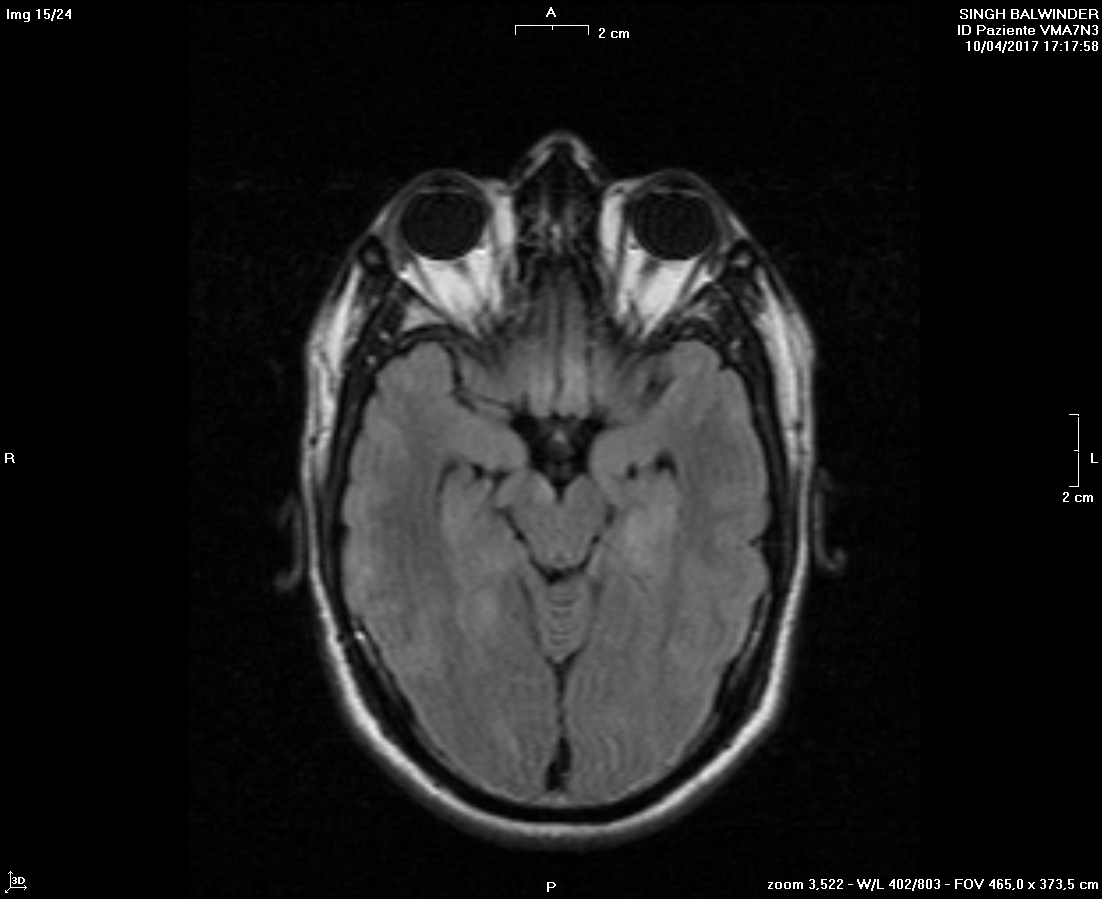 Img 15/24
A
2 cm
SINGH BALWINDER
ID Paziente VMA7N3
10/04/2017 17:17:58
R
L
2 cm
3D
P
zoom 3,522 - W/L 402/803 - FOV 465,0 x 373,5 cm